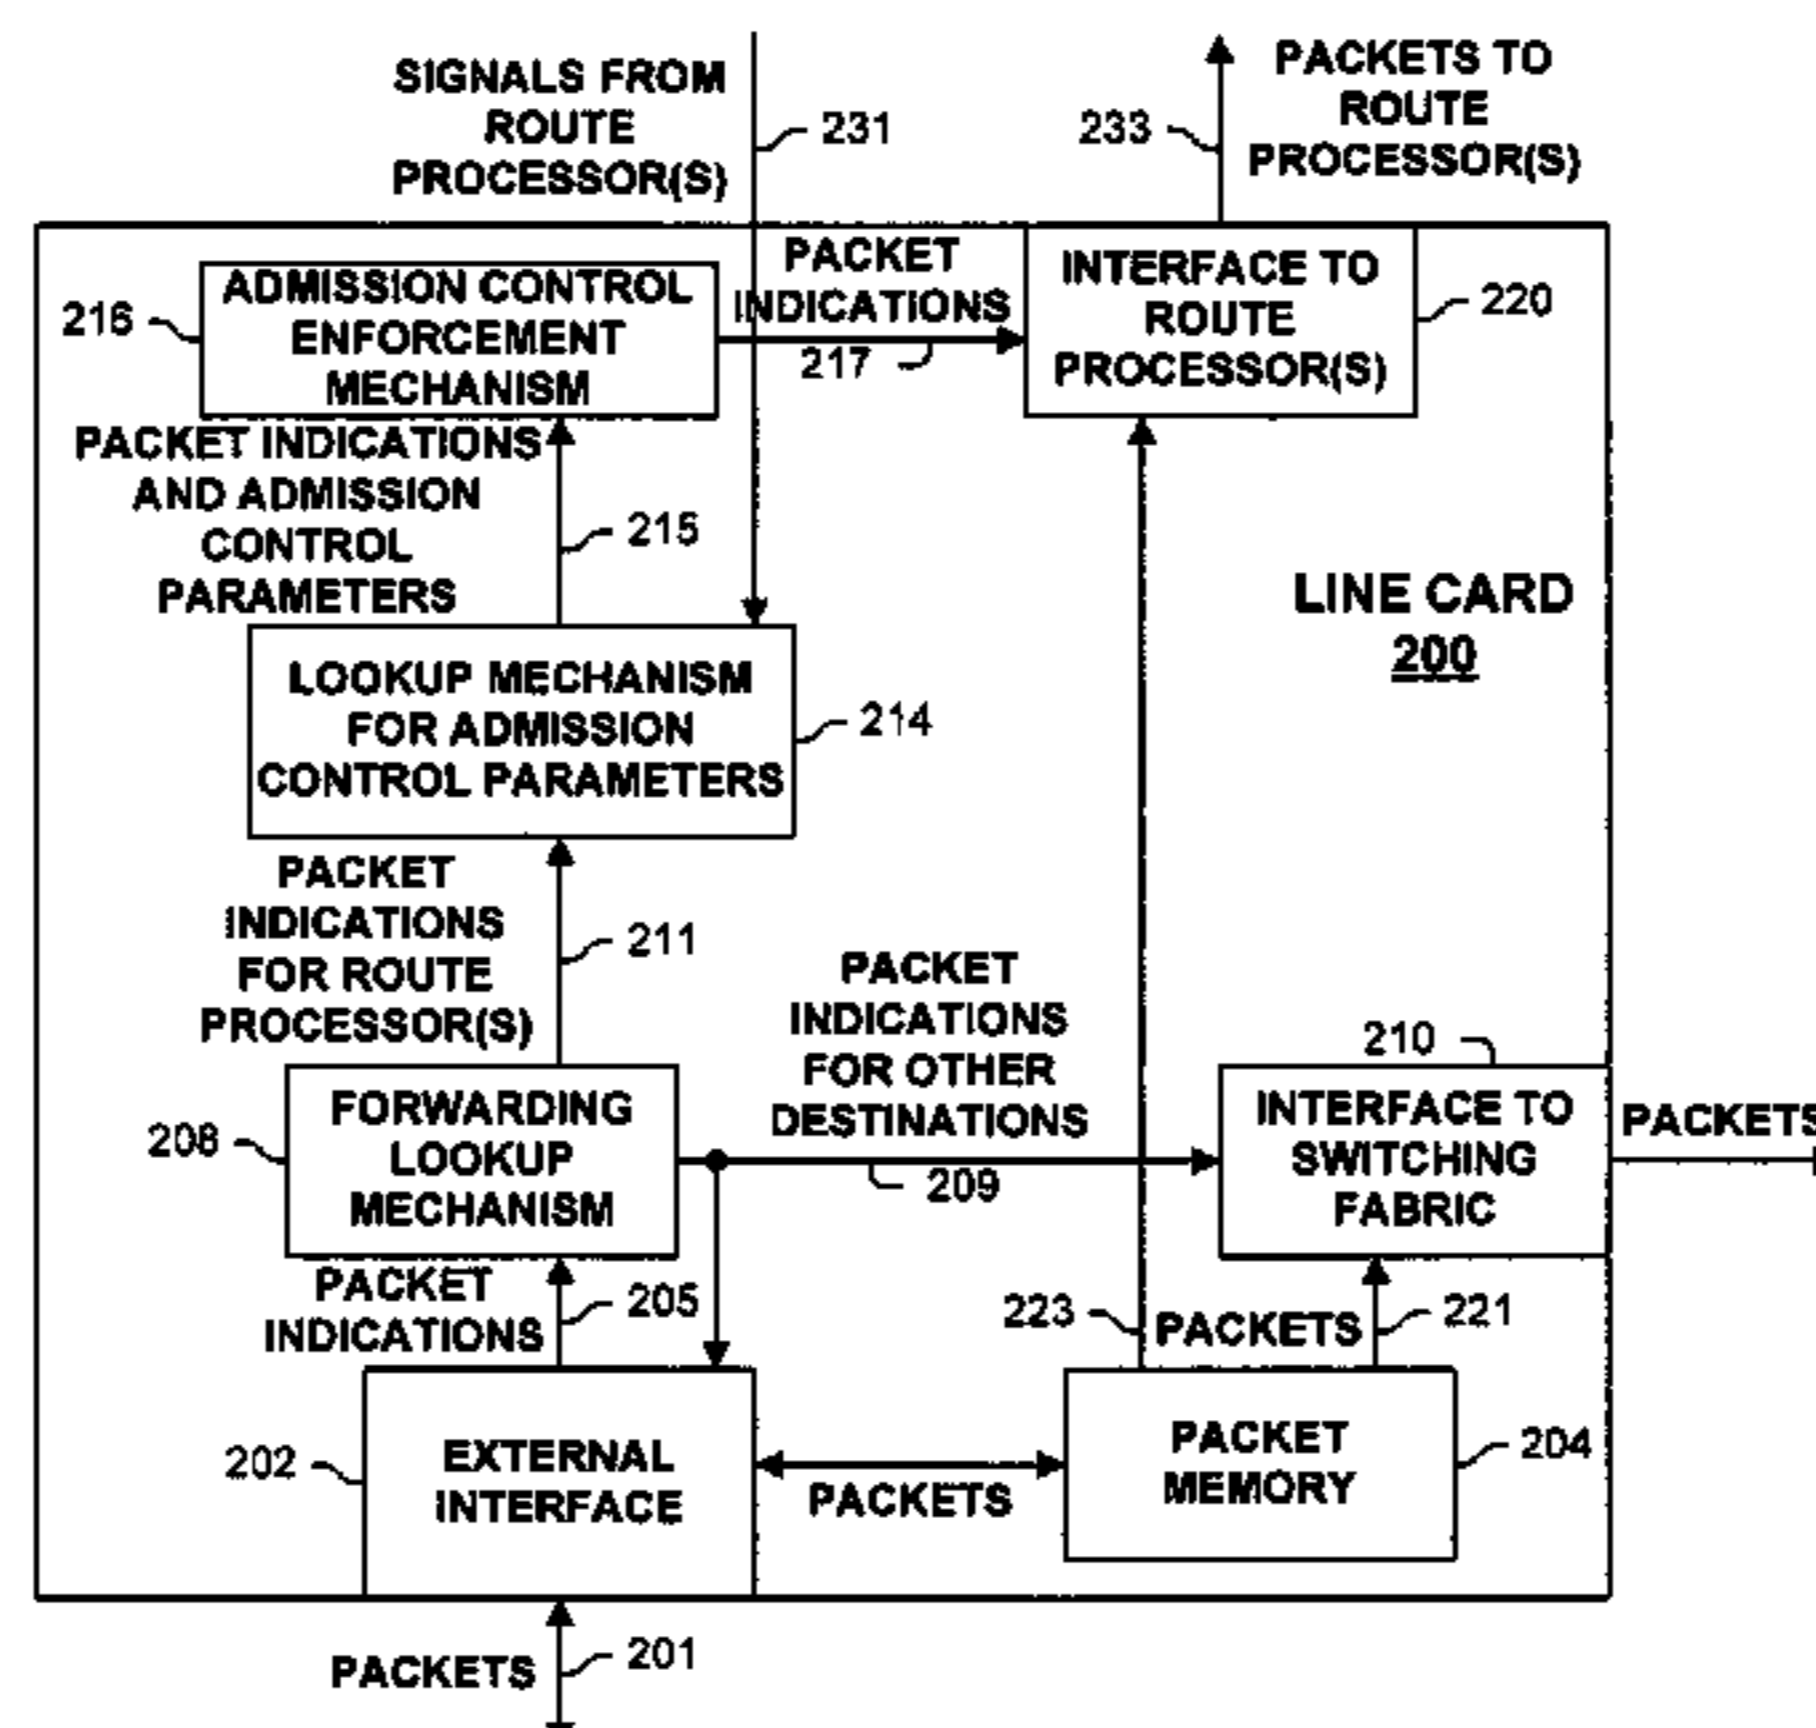 SIGNALS FROM
ROUTE
PROCESSOR(S)
231
233
PACKETS TO
ROUTE
PROCESSOR(S)
216
ADMISSION CONTROL
ENFORCEMENT
MECHANISM
PACKET
INDICATIONS
217
INTERFACE TO
ROUTE
PROCESSOR(S)
220
PACKET INDICATIONS
AND ADMISSION
CONTROL
PARAMETERS
215
LINE CARD
200
LOOKUP MECHANISM
FOR ADMISSION
CONTROL PARAMETERS
214
PACKET
INDICATIONS
FOR ROUTE
PROCESSOR(S)
211
PACKET
INDICATIONS
FOR OTHER
DESTINATIONS
209
208
FORWARDING
LOOKUP
MECHANISM
210
INTERFACE TO
SWITCHING
FABRIC
PACKETS
PACKET
INDICATIONS
205
223
PACKETS
221
202
EXTERNAL
INTERFACE
PACKETS
PACKET
MEMORY
204
PACKETS
201